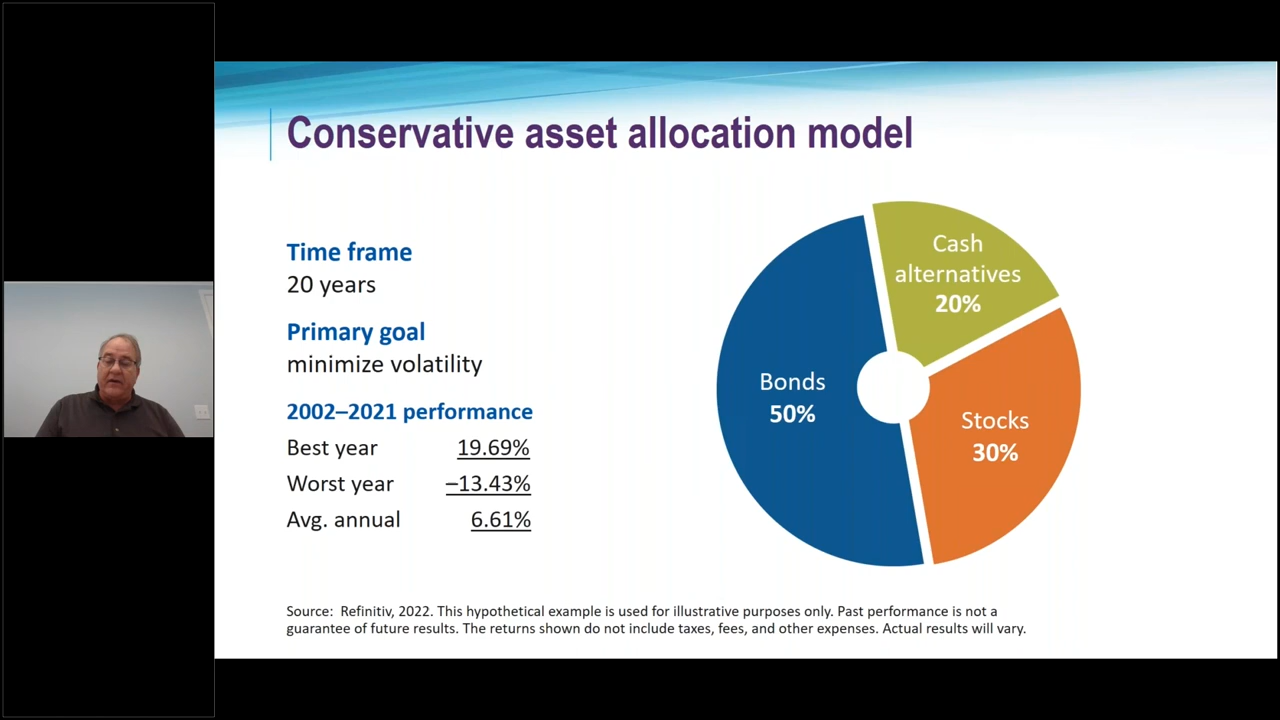 Conservative asset allocation model
Time frame
20 years
Primary goal
minimize volatility
2002–2021 performance
Best year 19.69%
Worst year –13.43%
Avg. annual 6.61%
Cash
alternatives
20%
Bonds
50%
Stocks
30%
Source: Refinitiv, 2022. This hypothetical example is used for illustrative purposes only. Past performance is not a
guarantee of future results. The returns shown do not include taxes, fees, and other expenses. Actual results will vary.